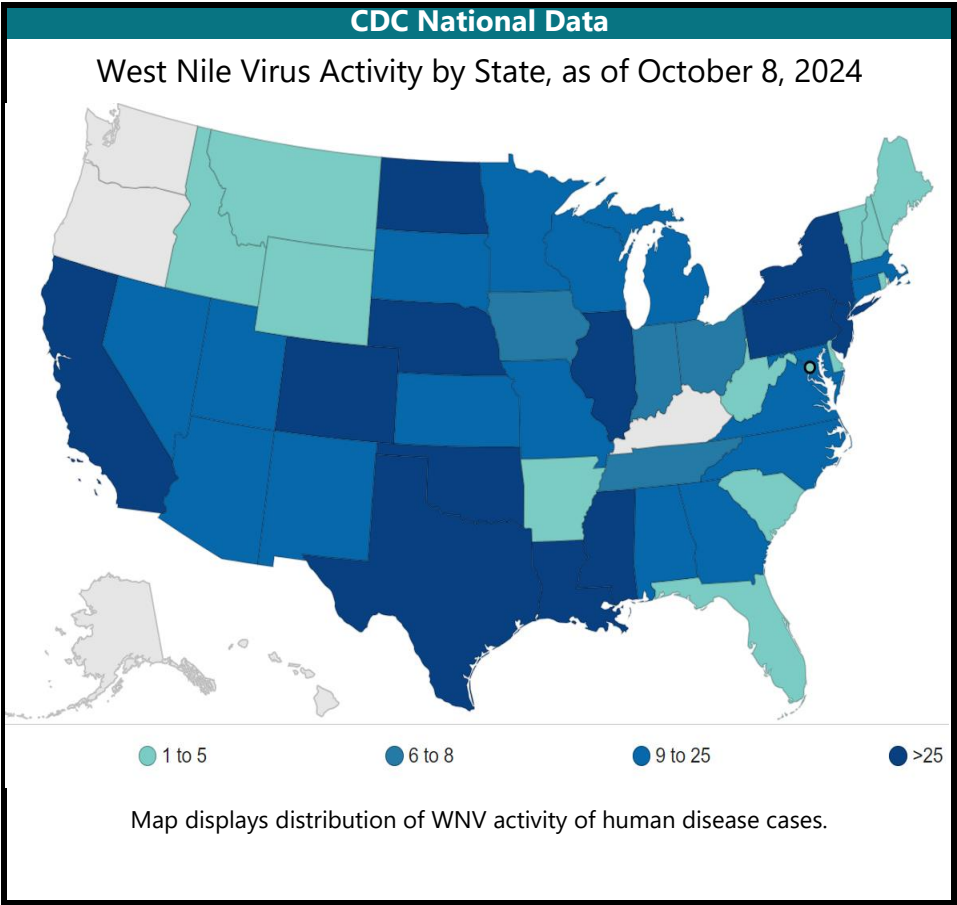 CDC National Data
West Nile Virus Activity by State, as of October 8, 2024
1 to 5
6 to 8
9 to 25
>25
Map displays distribution of WNV activity of human disease cases.